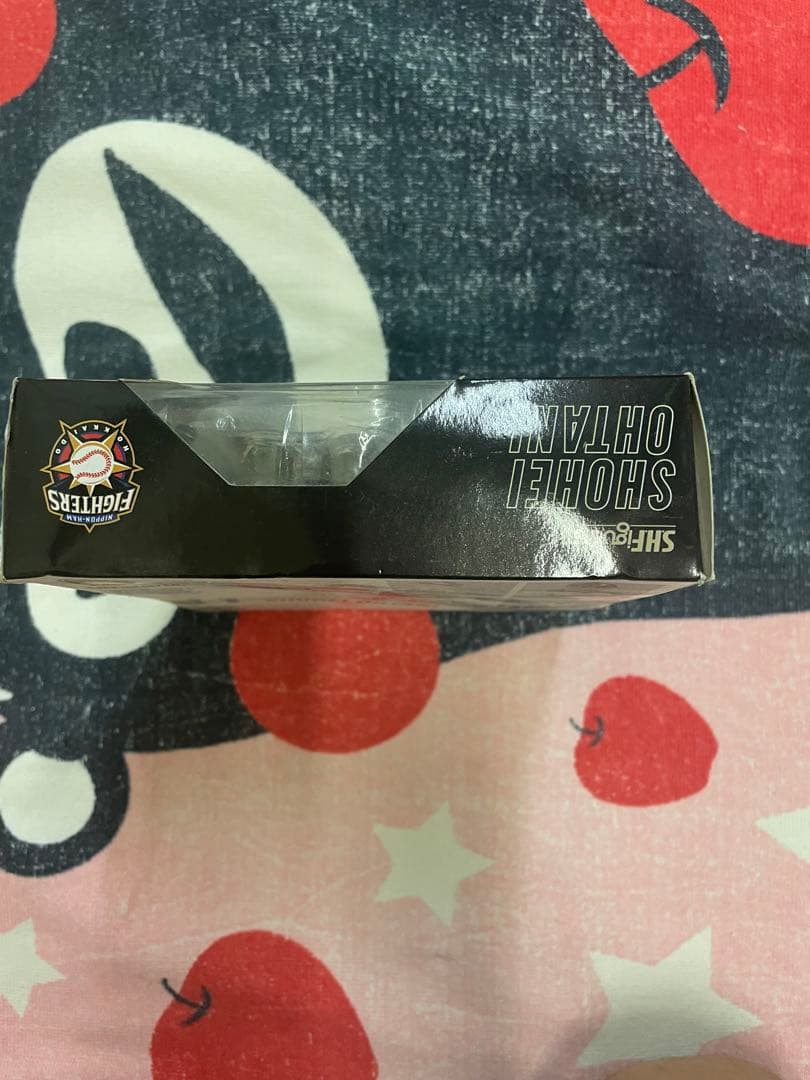 SHFiguarts
SHOHEI
OHTANI
NIPPON-HAM
FIGHTERS
HOKKAIDO